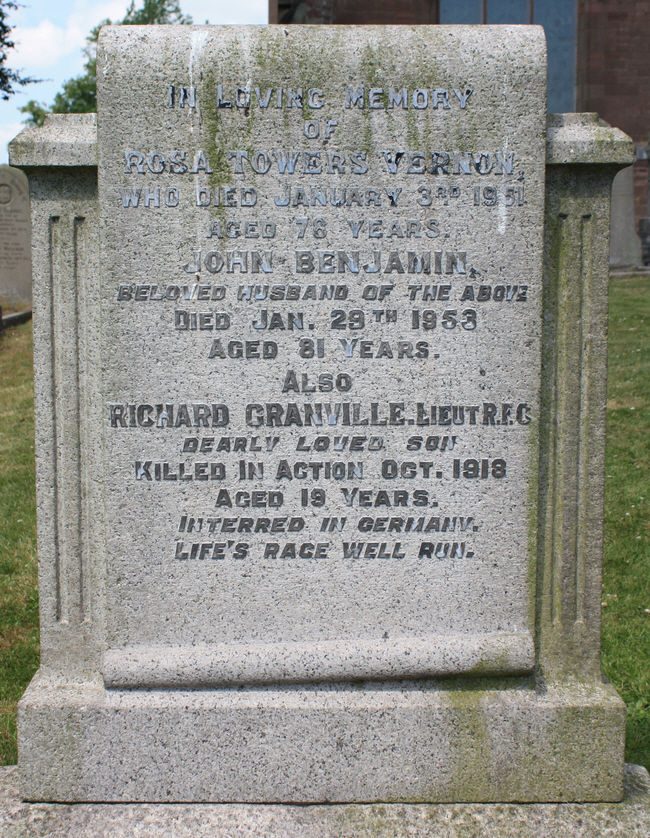 In Loving Memory
of
Rosa Towers Vernon,
who died January 3rd 1951
aged 76 years.
John Benjamin,
beloved husband of the above
Died Jan. 29th 1953
Aged 81 Years.
Also
Richard Granville. Lieut R.F.C
dearly loved son
Killed In Action Oct. 1918
Aged 19 Years.
Interred in Germany.
Life's race well run.